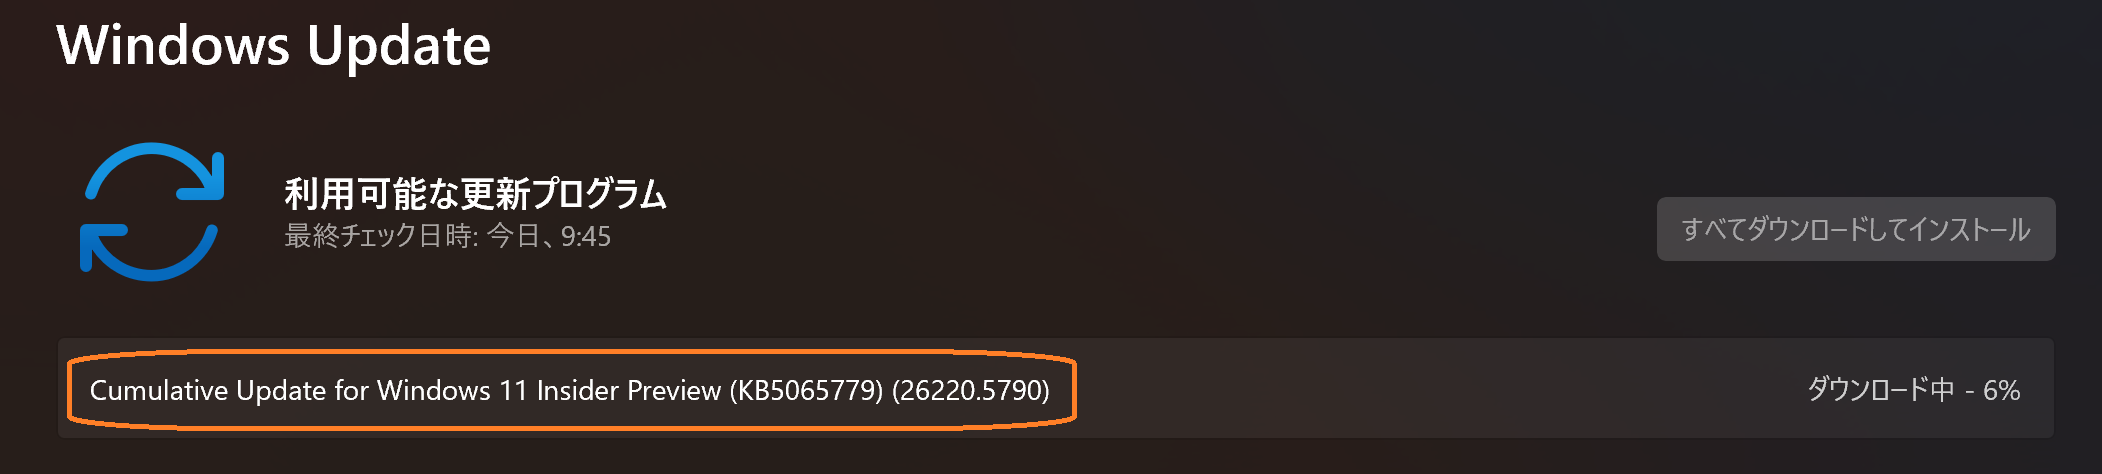 Windows Update
利用可能な更新プログラム
最終チェック日時: 今日、9:45
すべてダウンロードしてインストール
Cumulative Update for Windows 11 Insider Preview (KB5065779) (26220.5790)
ダウンロード中 - 6%